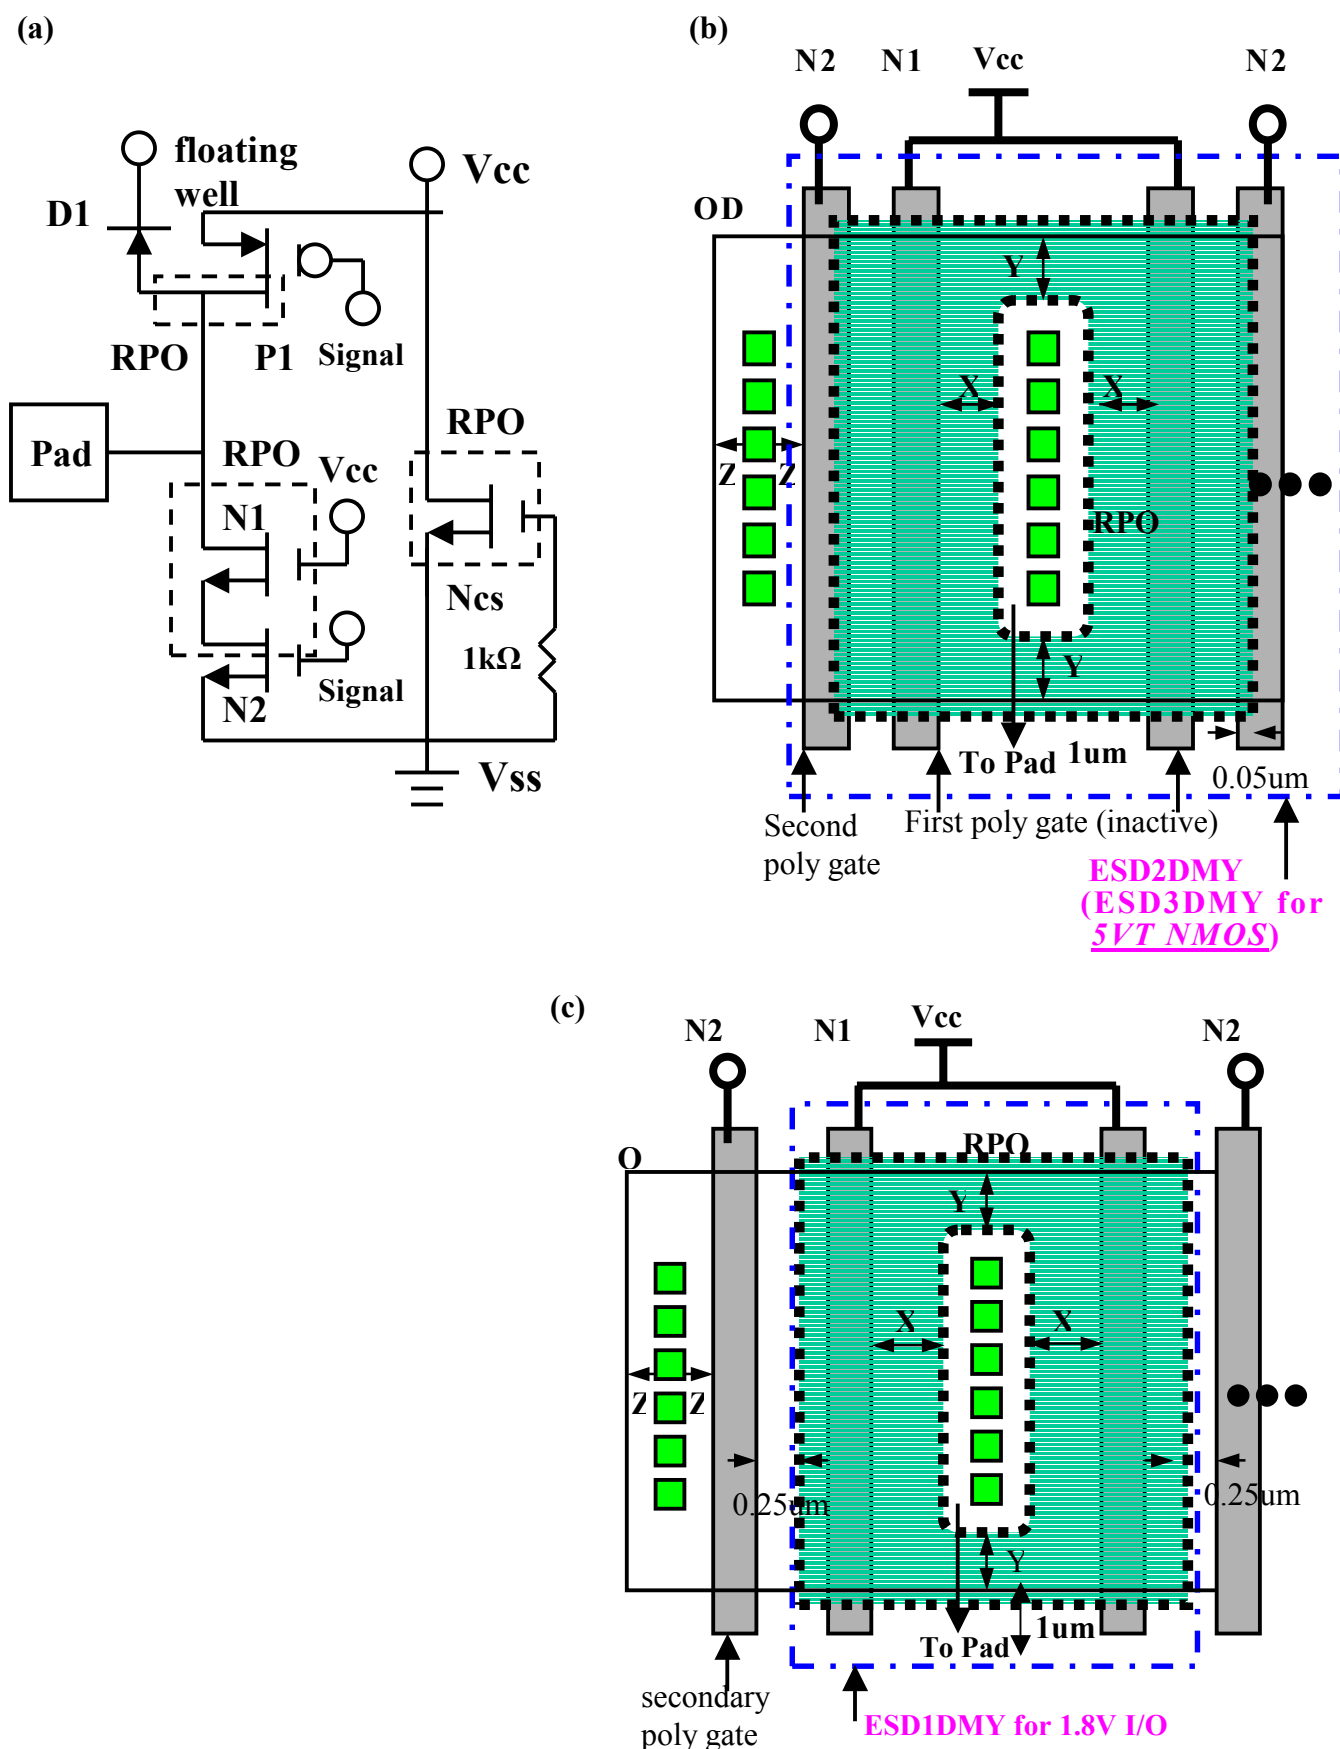 (a)
floating
well
Vcc
D1
RPO
P1
Signal
Pad
RPO
Vcc
N1
RPO
Ncs
1kΩ
Signal
N2
Vss
(b)
N2
N1
Vcc
N2
OD
Y
X
X
Z
Z
RPO
Y
To Pad
1um
0.05um
Second
poly gate
First poly gate (inactive)
ESD2DMY
(ESD3DMY for
5VT NMOS)
(c)
N2
N1
Vcc
N2
O
RPO
Y
X
X
Z
Z
0.25um
0.25um
Y
To Pad
1um
secondary
poly gate
ESD1DMY for 1.8V I/O